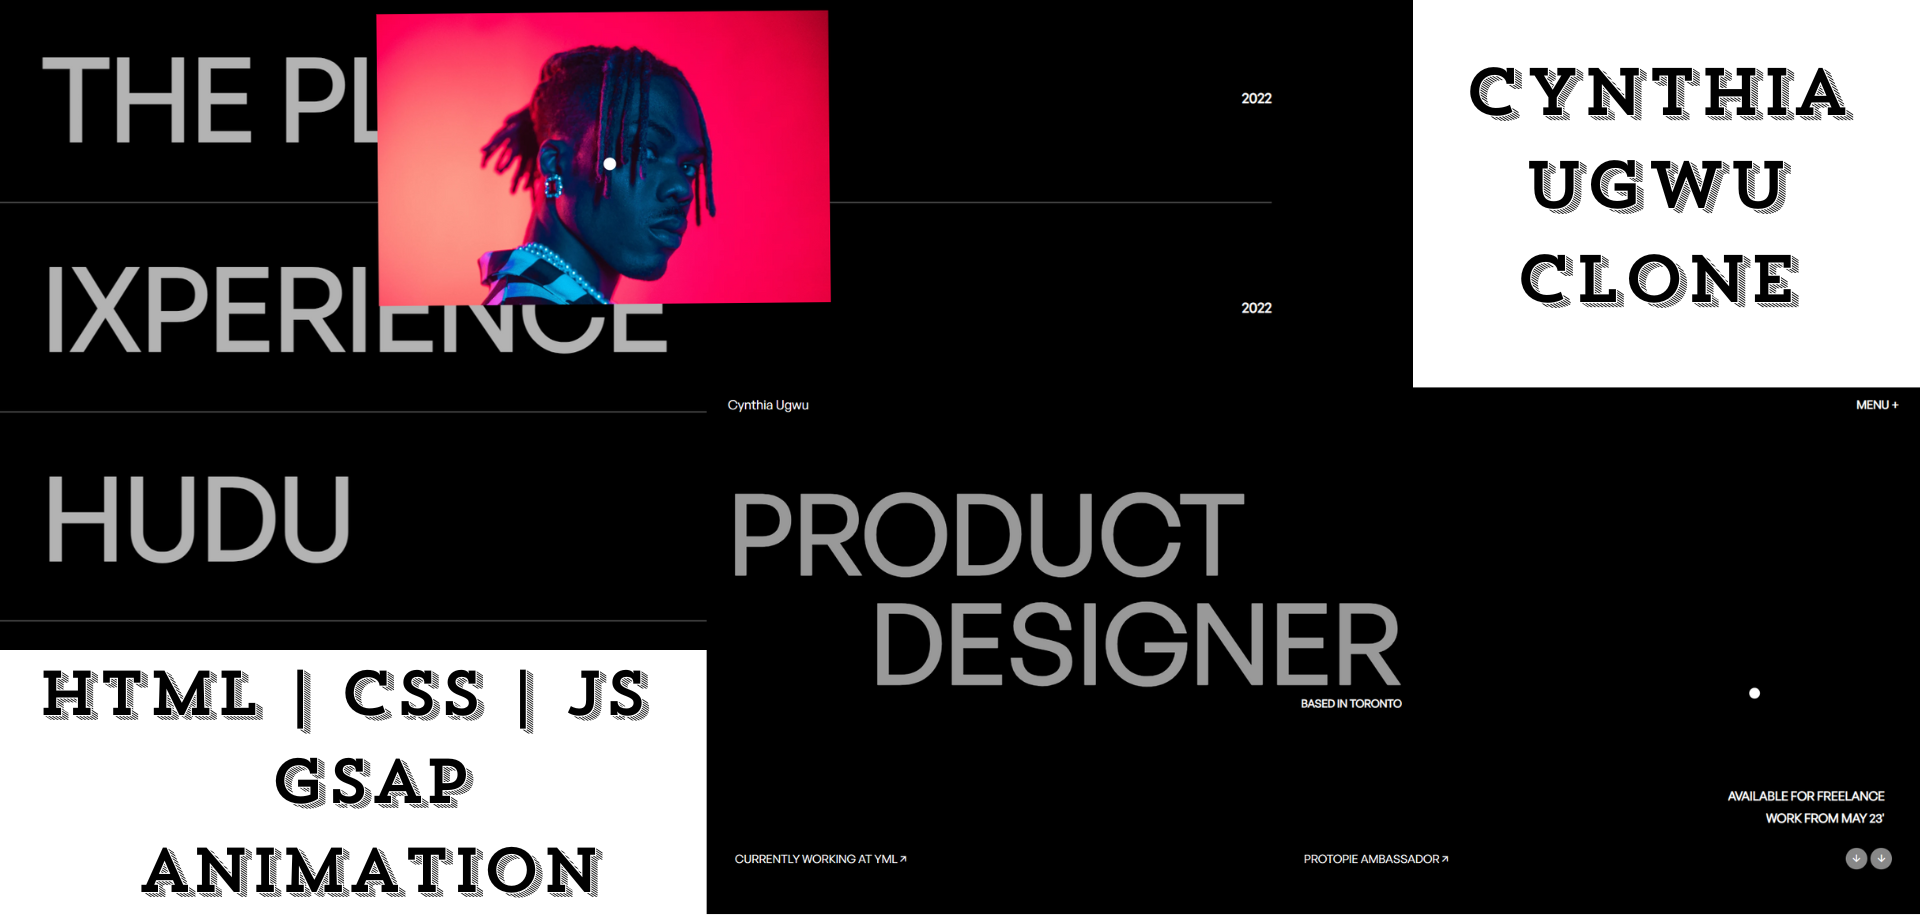 THE PL
2022
IXPERIENCE
2022
HUDU
CYNTHIA
UGWU
CLONE
Cynthia Ugwu
MENU +
PRODUCT
DESIGNER
BASED IN TORONTO
AVAILABLE FOR FREELANCE
WORK FROM MAY 23'
CURRENTLY WORKING AT YML
PROTOPIE AMBASSADOR
HTML | CSS | JS
GSAP
ANIMATION